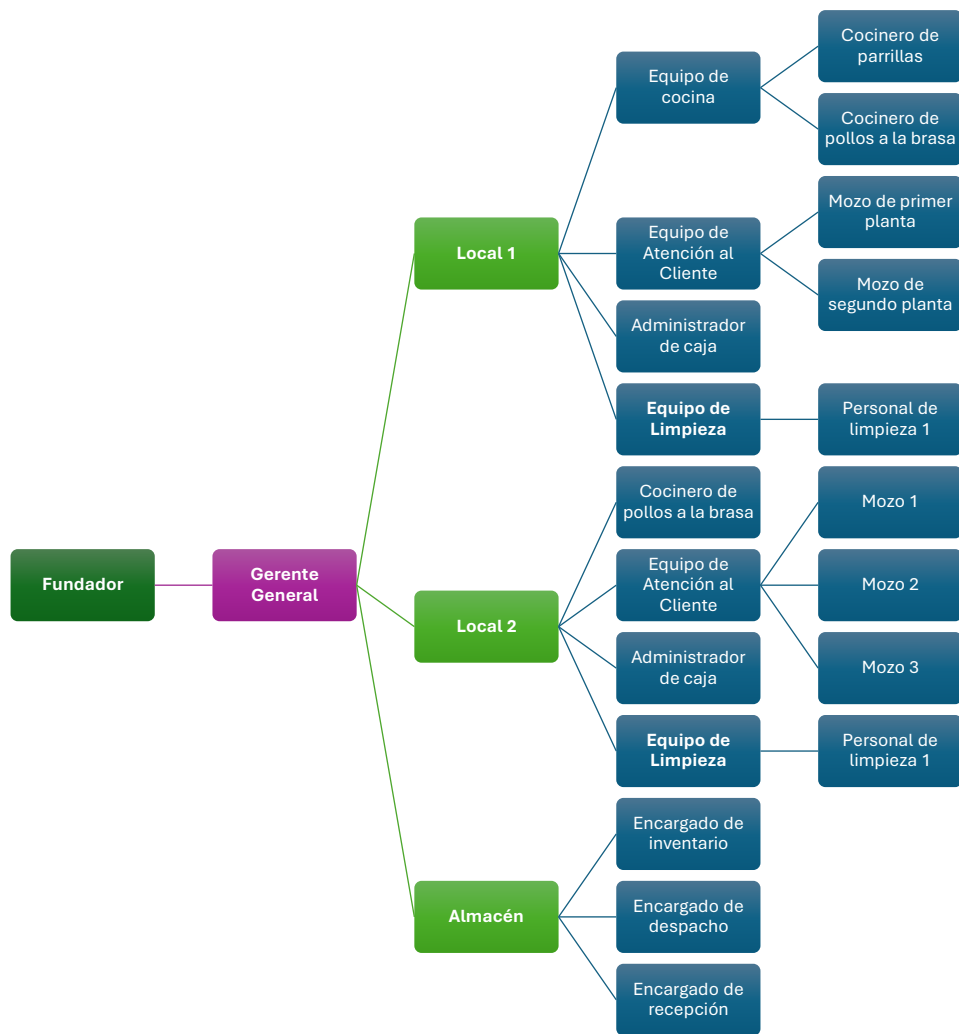 Fundador
Gerente
General
Local 1
Equipo de
cocina
Cocinero de
parrillas
Cocinero de
pollos a la brasa
Equipo de
Atención al
Cliente
Mozo de primer
planta
Mozo de
segundo planta
Administrador
de caja
Equipo de
Limpieza
Personal de
limpieza 1
Local 2
Cocinero de
pollos a la brasa
Equipo de
Atención al
Cliente
Mozo 1
Mozo 2
Mozo 3
Administrador
de caja
Equipo de
Limpieza
Personal de
limpieza 1
Almacén
Encargado de
inventario
Encargado de
despacho
Encargado de
recepción